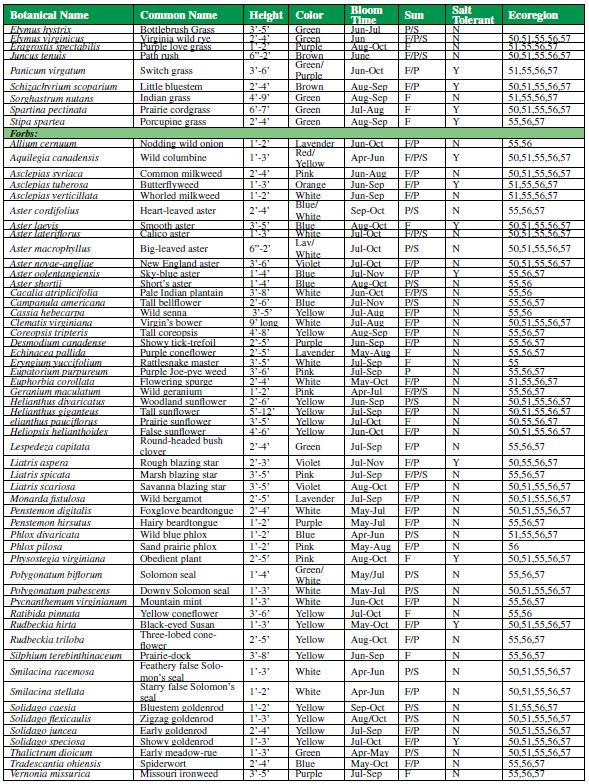 Botanical Name Common Name Height Color Bloom Time Sun Salt Tolerant Ecoregion
Elymus hystrix Bottlebrush Grass 3’-5’ Green Jun-Jul P/S N
Elymus virginicus Virginia wild rye 2’-4’ Green Jun F/P/S N 50,51,55,56,57
Eragrostis spectabilis Purple love grass 1’-2’ Purple Aug-Oct F N 51,55,56,57
Juncus tenuis Path rush 6”-2’ Brown June F/P/S Y 50,51,55,56,57
Panicum virgatum Switch grass 3’-6’ Green/ Purple Jun-Oct F/P Y 51,55,56,57
Schizachyrium scoparium Little bluestem 2’-4’ Brown Aug-Sep F/P Y 50,51,55,56,57
Sorghastrum nutans Indian grass 4’-9’ Green Aug-Sep F N 51,55,56,57
Spartina pectinata Prairie cordgrass 6’-7’ Green Jul-Aug F Y 50,51,55,56,57
Stipa spartea Porcupine grass 2’-4’ Green Aug-Sep F Y 55,56,57
Forbs:
Allium cernuum Nodding wild onion 1’-2’ Lavender Jun-Oct F/P N 55,56
Aquilegia canadensis Wild columbine 1’-3’ Red/ Yellow Apr-Jun F/P/S Y 50,51,55,56,57
Asclepias syriaca Common milkweed 2’-4’ Pink Jun-Aug F/P N 50,51,55,56,57
Asclepias tuberosa Butterflyweed 1’-3’ Orange Jun-Sep F/P Y 51,55,56,57
Asclepias verticillata Whorled milkweed 1’-2’ White Jun-Sep F/P N 51,55,56,57
Aster cordifolius Heart-leaved aster 2’-4’ Blue/ White Sep-Oct P/S N 55,56,57
Aster laevis Smooth aster 3’-5’ Blue Aug-Oct F Y 50,51,55,56,57
Aster lateriflorus Calico aster 1’-3’ White Jul-Oct F/P/S N 50,51,55,56,57
Aster macrophyllus Big-leaved aster 6”-2’ Lav/ White Jul-Oct P/S N 50,51,55,56,57
Aster novae-angliae New England aster 3’-6’ Violet Jul-Oct F/P N 50,51,55,56,57
Aster oolentangiensis Sky-blue aster 1’-4’ Blue Jul-Nov F/P Y 55,56,57
Aster shortii Short’s aster 1’-4’ Blue Aug-Oct P/S N 55,56
Cacalia atriplicifolia Pale Indian plantain 3’-8’ White Jun-Oct F/P/S N 55,56
Campanula americana Tall bellflower 2’-6’ Blue Jul-Nov P/S N 55,56,57
Cassia hebecarpa Wild senna 3’-5’ Yellow Jul-Aug F/P N 55,56
Clematis virginiana Virgin’s bower 9’ long White Jul-Aug F/P N 50,51,55,56,57
Coreopsis tripteris Tall coreopsis 4’-8’ Yellow Aug-Sep F/P N 55,56,57
Desmodium canadense Showy tick-trefoil 2’-5’ Purple Jun-Sep F/P N 55,56,57
Echinacea pallida Purple coneflower 2’-5’ Lavender May-Aug F N 55,56,57
Eryngium yuccifolium Rattlesnake master 3’-5’ White Jul-Sep F N 55
Eupatorium purpureum Purple Joe-pye weed 3’-6’ Pink Jul-Sep P N 55,56,57
Euphorbia corollata Flowering spurge 2’-4’ White May-Oct F/P N 51,55,56,57
Geranium maculatum Wild geranium 1’-2’ Pink Apr-Jul F/P/S N 50,51,55,56,57
Helianthus divaricatus Woodland sunflower 2’-6’ Yellow Jun-Sep P/S N 50,51,55,56,57
Helianthus giganteus Tall sunflower 5’-12’ Yellow Jul-Sep F/P N 50,51,55,56,57
elianthus pauciflorus Prairie sunflower 3’-5’ Yellow Jul-Oct F N 50,55,56,57
Heliopsis helianthoides False sunflower 4’-6’ Yellow Jun-Oct F/P N 50,51,55,56,57
Lespedeza capitata Round-headed bush clover 2’-4’ Green Jul-Sep F/P N 55,56,57
Liatris aspera Rough blazing star 2’-3’ Violet Jul-Nov F/P Y 50,55,56,57
Liatris spicata Marsh blazing star 3’-5’ Pink Jul-Sep F/P/S N 55,56,57
Liatris scariosa Savanna blazing star 3’-5’ Violet Aug-Oct F/P N 50,51,55,56,57
Monarda fistulosa Wild bergamot 2’-5’ Lavender Jul-Sep F/P N 50,51,55,56,57
Penstemon digitalis Foxglove beardtongue 2’-4’ White May-Jul F/P N 50,51,55,56,57
Penstemon hirsutus Hairy beardtongue 1’-2’ Purple May-Jul F/P N 55,56,57
Phlox divaricata Wild blue phlox 1’-2’ Blue Apr-Jun P/S N 51,55,56,57
Phlox pilosa Sand prairie phlox 1’-2’ Pink May-Aug F/P N 56
Physostegia virginiana Obedient plant 2’-5’ Pink Aug-Oct F Y 50,51,55,56,57
Polygonatum biflorum Solomon seal 1’-4’ Green/ White May/Jul P/S N 55,56,57
Polygonatum pubescens Downy Solomon seal 1’-3’ White May-Jul P/S N 50,51,55,56,57
Pycnanthemum virginianum Mountain mint 1’-3’ White Jun-Oct F/P N 55,56,57
Ratibida pinnata Yellow coneflower 3’-6’ Yellow Jul-Oct F N 55,56
Rudbeckia hirta Black-eyed Susan 1’-3’ Yellow May-Oct F/P Y 50,51,55,56,57
Rudbeckia triloba Three-lobed cone- flower 2’-5’ Yellow Aug-Oct F/P N 55,56,57
Silphium terebinthinaceum Prairie-dock 3’-8’ Yellow Jun-Sep F N 55,56,57
Smilacina racemosa Feathery false Solo- mon’s seal 1’-3’ White Apr-Jun P/S N 50,51,55,56,57
Smilacina stellata Starry false Solomon’s seal 1’-2’ White Apr-Jun F/P N 50,51,55,56,57
Solidago caesia Bluestem goldenrod 1’-2’ Yellow Sep-Oct P/S N 51,55,56,57
Solidago flexicaulis Zigzag goldenrod 1’-3’ Yellow Aug/Oct P/S N 50,51,55,56,57
Solidago juncea Early goldenrod 2’-4’ Yellow Jul-Sep F/P N 50,51,55,56,57
Solidago speciosa Showy goldenrod 1’-3’ Yellow Jul-Oct F/P Y 50,51,55,56,57
Thalictrum dioicum Early meadow-rue 1’-3’ Green Apr-May P/S N 50,51,55,56,57
Tradescantia ohiensis Spiderwort 2’-4’ Blue May-Oct F/P N 55,56,57
Vernonia missurica Missouri ironweed 3’-5’ Purple Jul-Sep F N 55,56,57